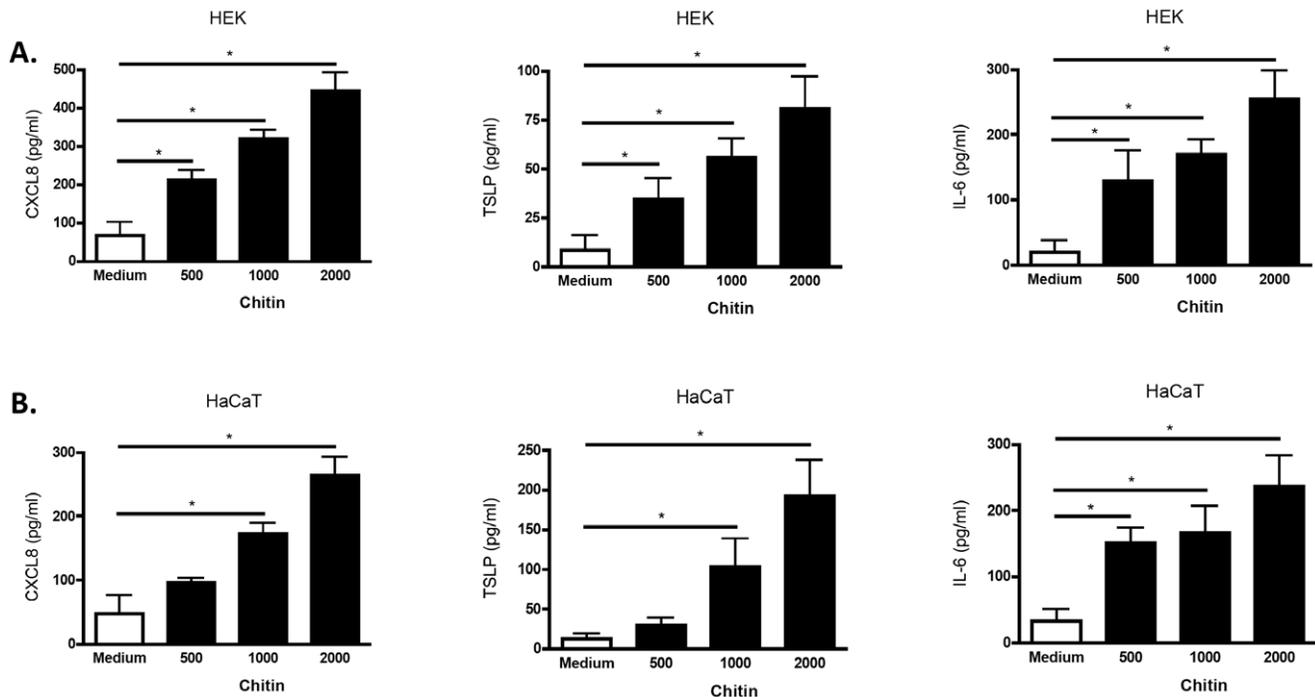 A.
HEK
CXCL8 (pg/ml)
500
400
300
200
100
0
*
*
*
Medium 500 1000 2000
Chitin
HEK
TSLP (pg/ml)
100
75
50
25
0
*
*
*
Medium 500 1000 2000
Chitin
HEK
IL-6 (pg/ml)
300
200
100
0
*
*
*
Medium 500 1000 2000
Chitin
B.
HaCaT
CXCL8 (pg/ml)
300
200
100
0
*
*
Medium 500 1000 2000
Chitin
HaCaT
TSLP (pg/ml)
250
200
150
100
50
0
*
*
Medium 500 1000 2000
Chitin
HaCaT
IL-6 (pg/ml)
300
200
100
0
*
*
*
Medium 500 1000 2000
Chitin